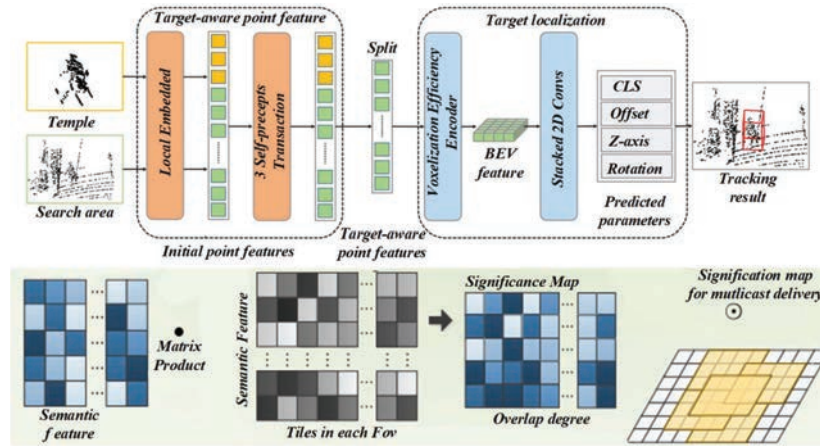 Target-aware point feature
Target localization
Split
Temple
Search area
Local Embedded
3 Self-precepts
Transaction
Voxelization Efficiency
Encoder
BEV
feature
Stacked 2D Convs
CLS
Offset
Z-axis
Rotation
Predicted
parameters
Tracking
result
Initial point features
Target-aware
point features
Semantic
feature
Matrix
Product
Semantic Feature
Tiles in each Fov
Significance Map
Overlap degree
Signification map
for mutlicast delivery